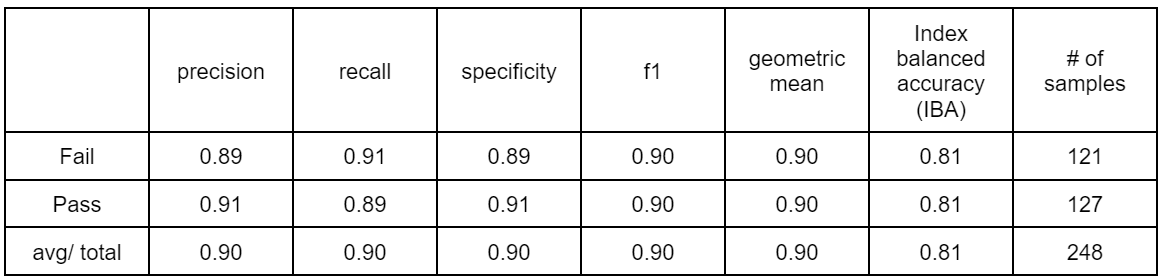 precision recall specificity f1 geometric mean Index balanced accuracy (IBA) # of samples
Fail 0.89 0.91 0.89 0.90 0.90 0.81 121
Pass 0.91 0.89 0.91 0.90 0.90 0.81 127
avg/ total 0.90 0.90 0.90 0.90 0.90 0.81 248